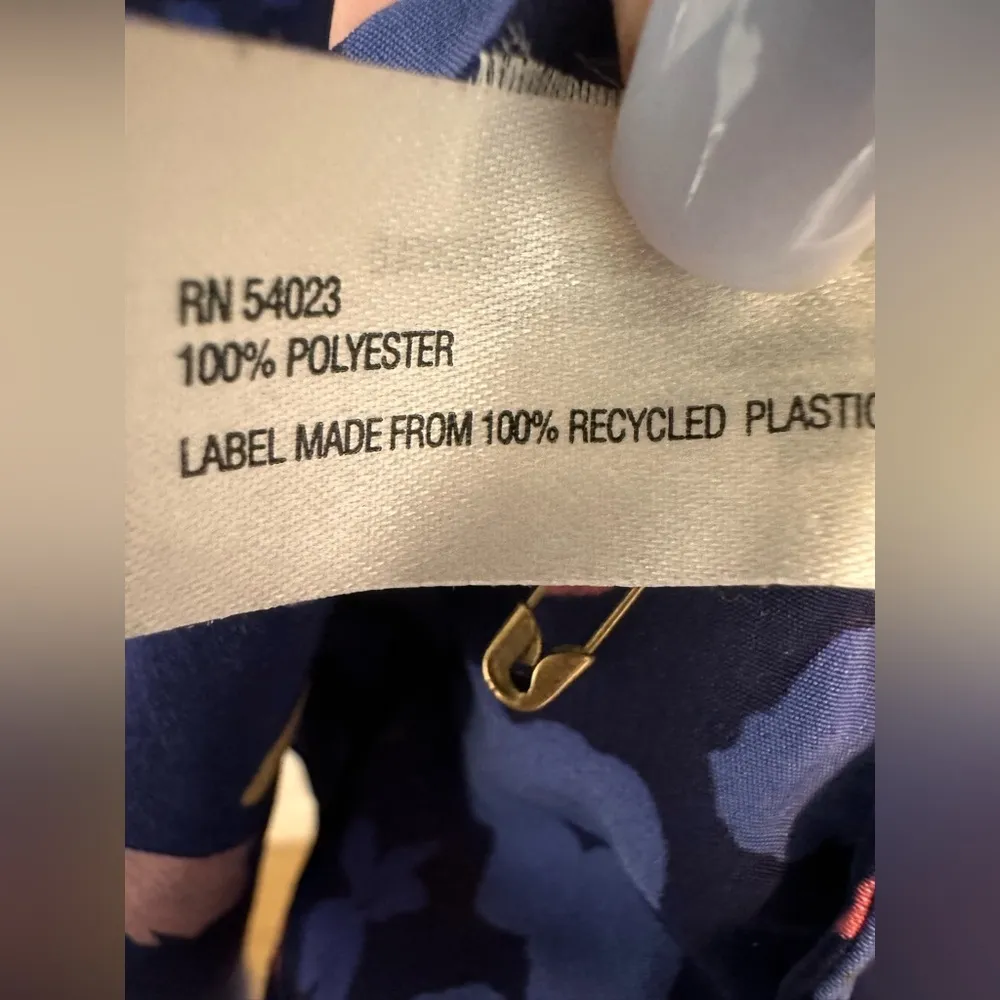 RN 54023
100% POLYESTER
LABEL MADE FROM 100% RECYCLED PLASTIC